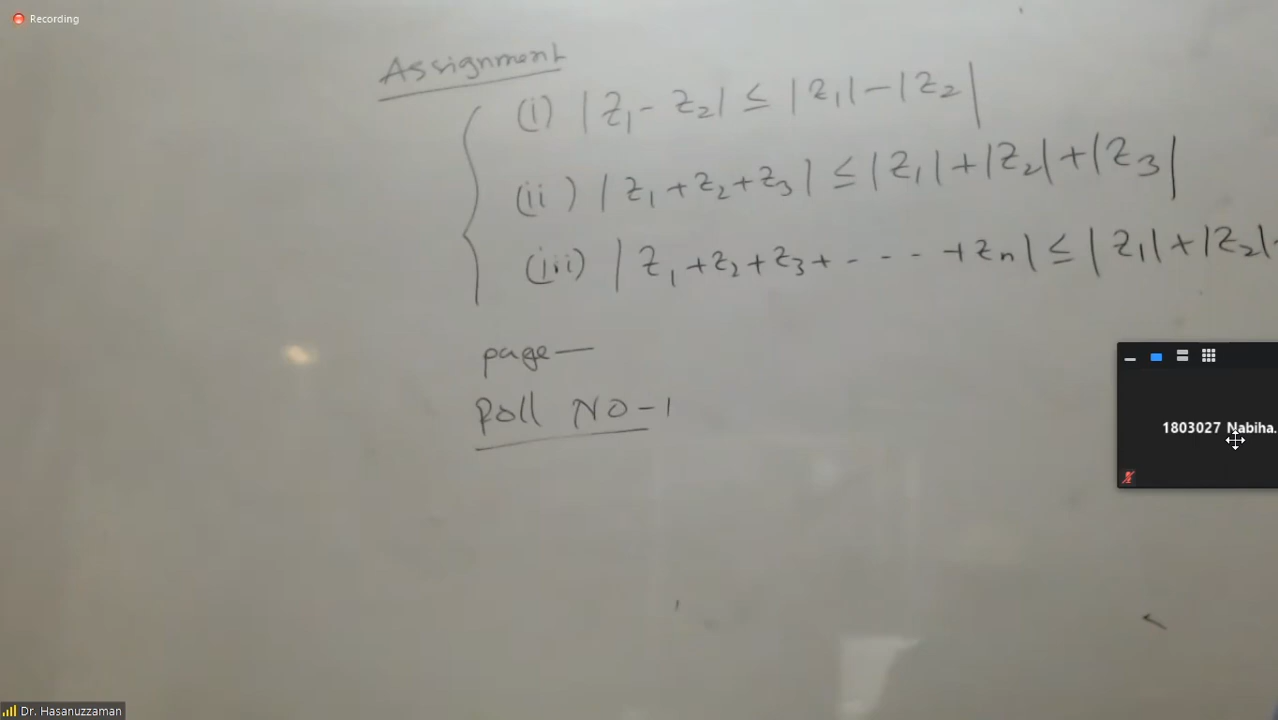 Recording
Assignment
(i) |z₁ - z₂| ≤ |z₁| - |z₂|
(ii) |z₁ + z₂ + z₃| ≤ |z₁| + |z₂| + |z₃|
(iii) |z₁ + z₂ + z₃ + - - - + zₙ| ≤ |z₁| + |z₂| +
page —
Roll NO - 1
1803027 Nabiha.
Dr. Hasanuzzaman